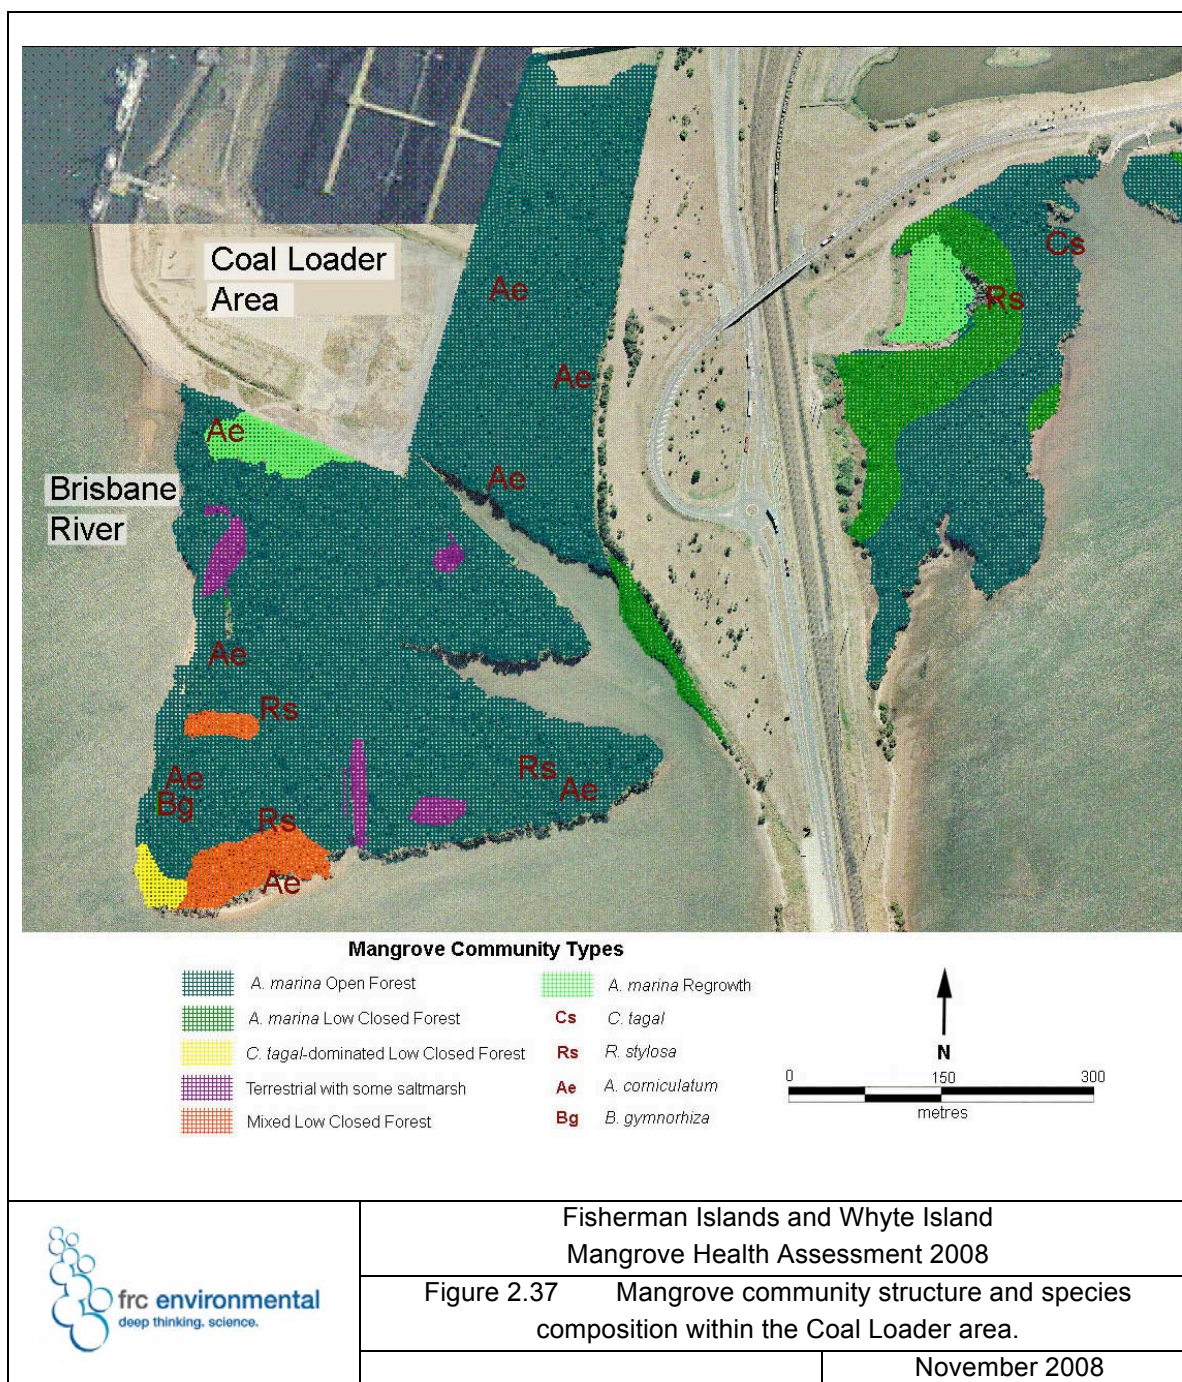 Coal Loader
Area
Ae
Cs
Rs
Ae
Ae
Ae
Brisbane
River
Ae
Ae
Rs
Ae
Bg
Rs
Ae
Rs
Ae
Mangrove Community Types
A. marina Open Forest
A. marina Low Closed Forest
C. tagal-dominated Low Closed Forest
Terrestrial with some saltmarsh
Mixed Low Closed Forest
A. marina Regrowth
Cs C. tagal
Rs R. stylosa
Ae A. corniculatum
Bg B. gymnorhiza
N
0 150 300
metres
frc environmental
deep thinking. science.
Fisherman Islands and Whyte Island
Mangrove Health Assessment 2008
Figure 2.37 Mangrove community structure and species
composition within the Coal Loader area.
November 2008